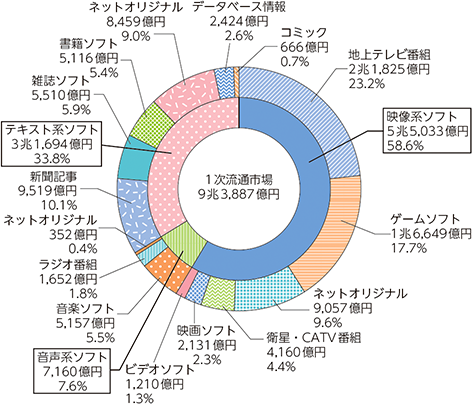 ネットオリジナル
8,459億円
9.0%
データベース情報
2,424億円
2.6%
コミック
666億円
0.7%
地上テレビ番組
2兆1,825億円
23.2%
映像系ソフト
5兆5,033億円
58.6%
ゲームソフト
1兆6,649億円
17.7%
ネットオリジナル
9,057億円
9.6%
衛星・CATV番組
4,160億円
4.4%
映画ソフト
2,131億円
2.3%
ビデオソフト
1,210億円
1.3%
音声系ソフト
7,160億円
7.6%
音楽ソフト
5,157億円
5.5%
ラジオ番組
1,652億円
1.8%
ネットオリジナル
352億円
0.4%
新聞記事
9,519億円
10.1%
テキスト系ソフト
3兆1,694億円
33.8%
雑誌ソフト
5,510億円
5.9%
書籍ソフト
5,116億円
5.4%
1次流通市場
9兆3,887億円